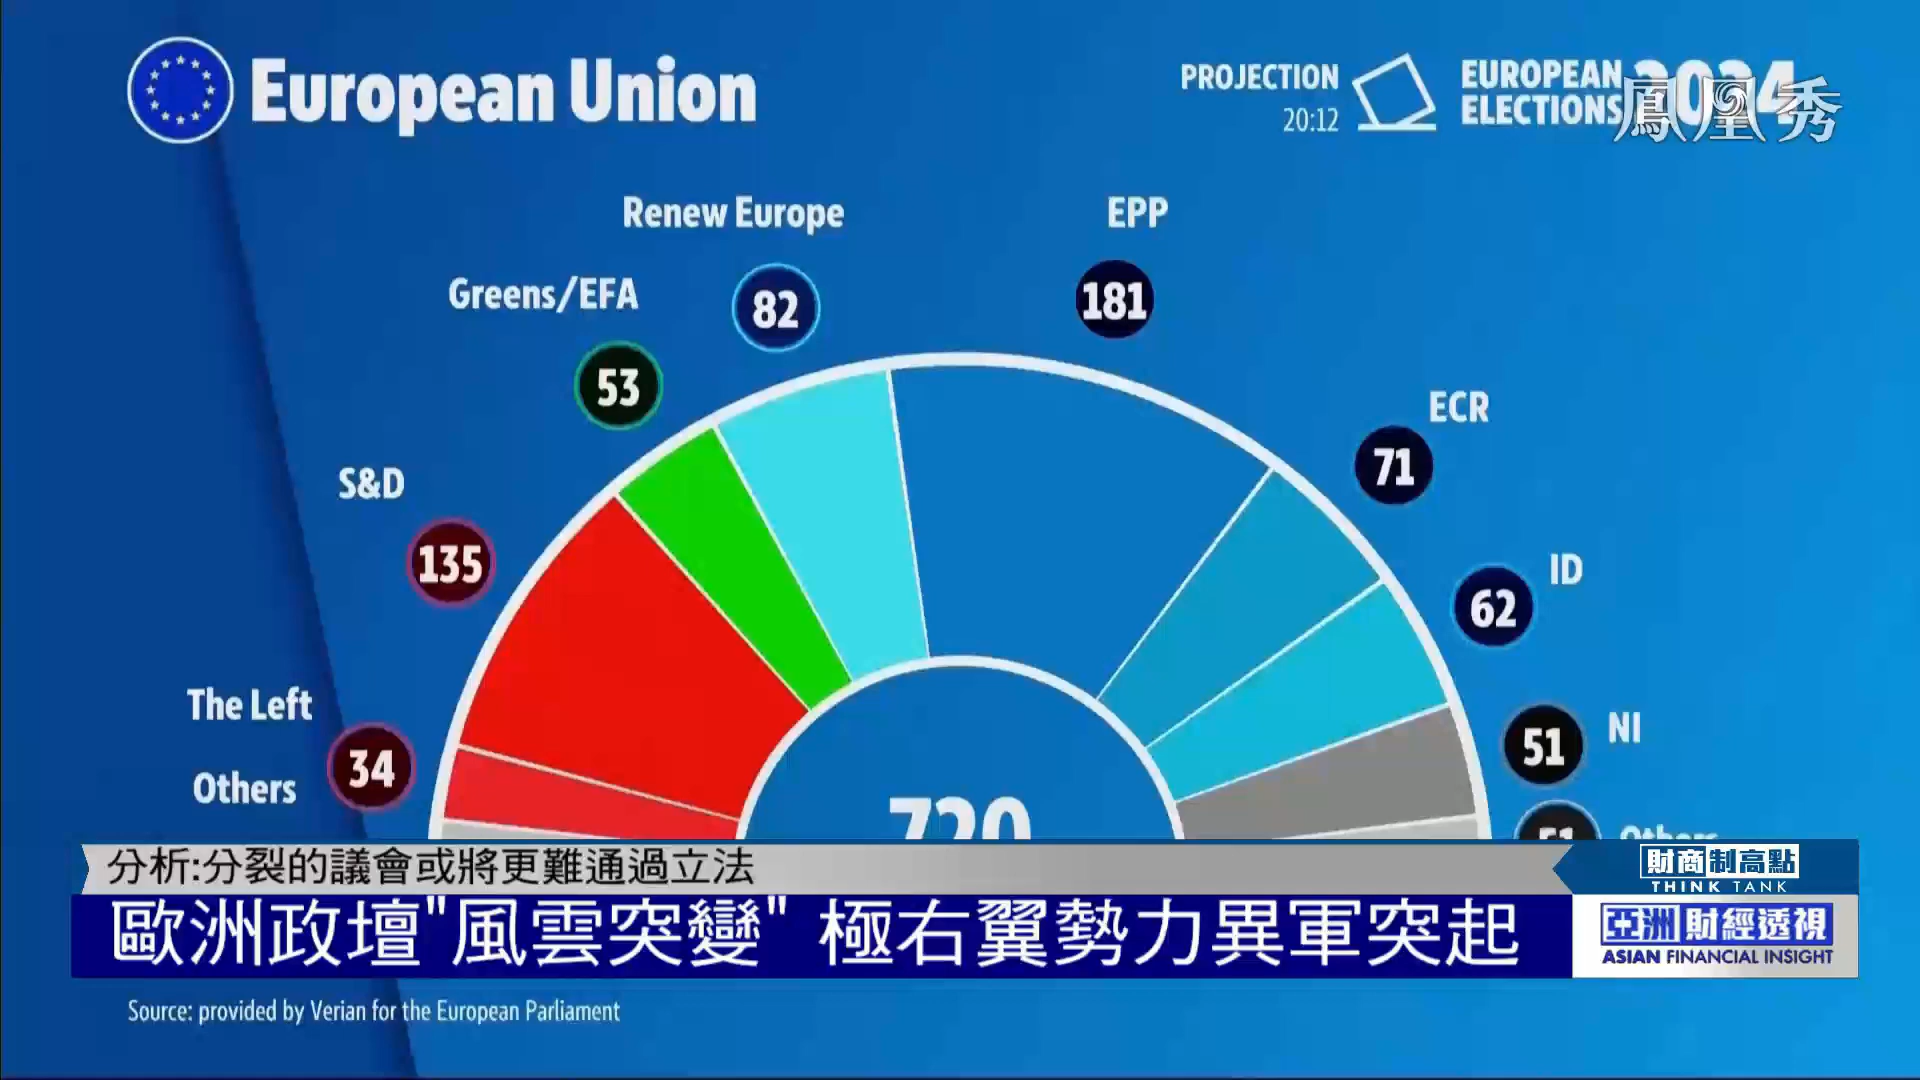 European Union
PROJECTION
20:12
EUROPEAN
ELECTIONS
2024
鳳凰秀
Renew Europe
82
EPP
181
Greens/EFA
53
ECR
71
S&D
135
ID
62
The Left
34
Others
NI
51
720
51
Others
分析:分裂的議會或將更難通過立法
財商制高點
THINK TANK
歐洲政壇"風雲突變" 極右翼勢力異軍突起
亞洲財經透視
ASIAN FINANCIAL INSIGHT
Source: provided by Verian for the European Parliament